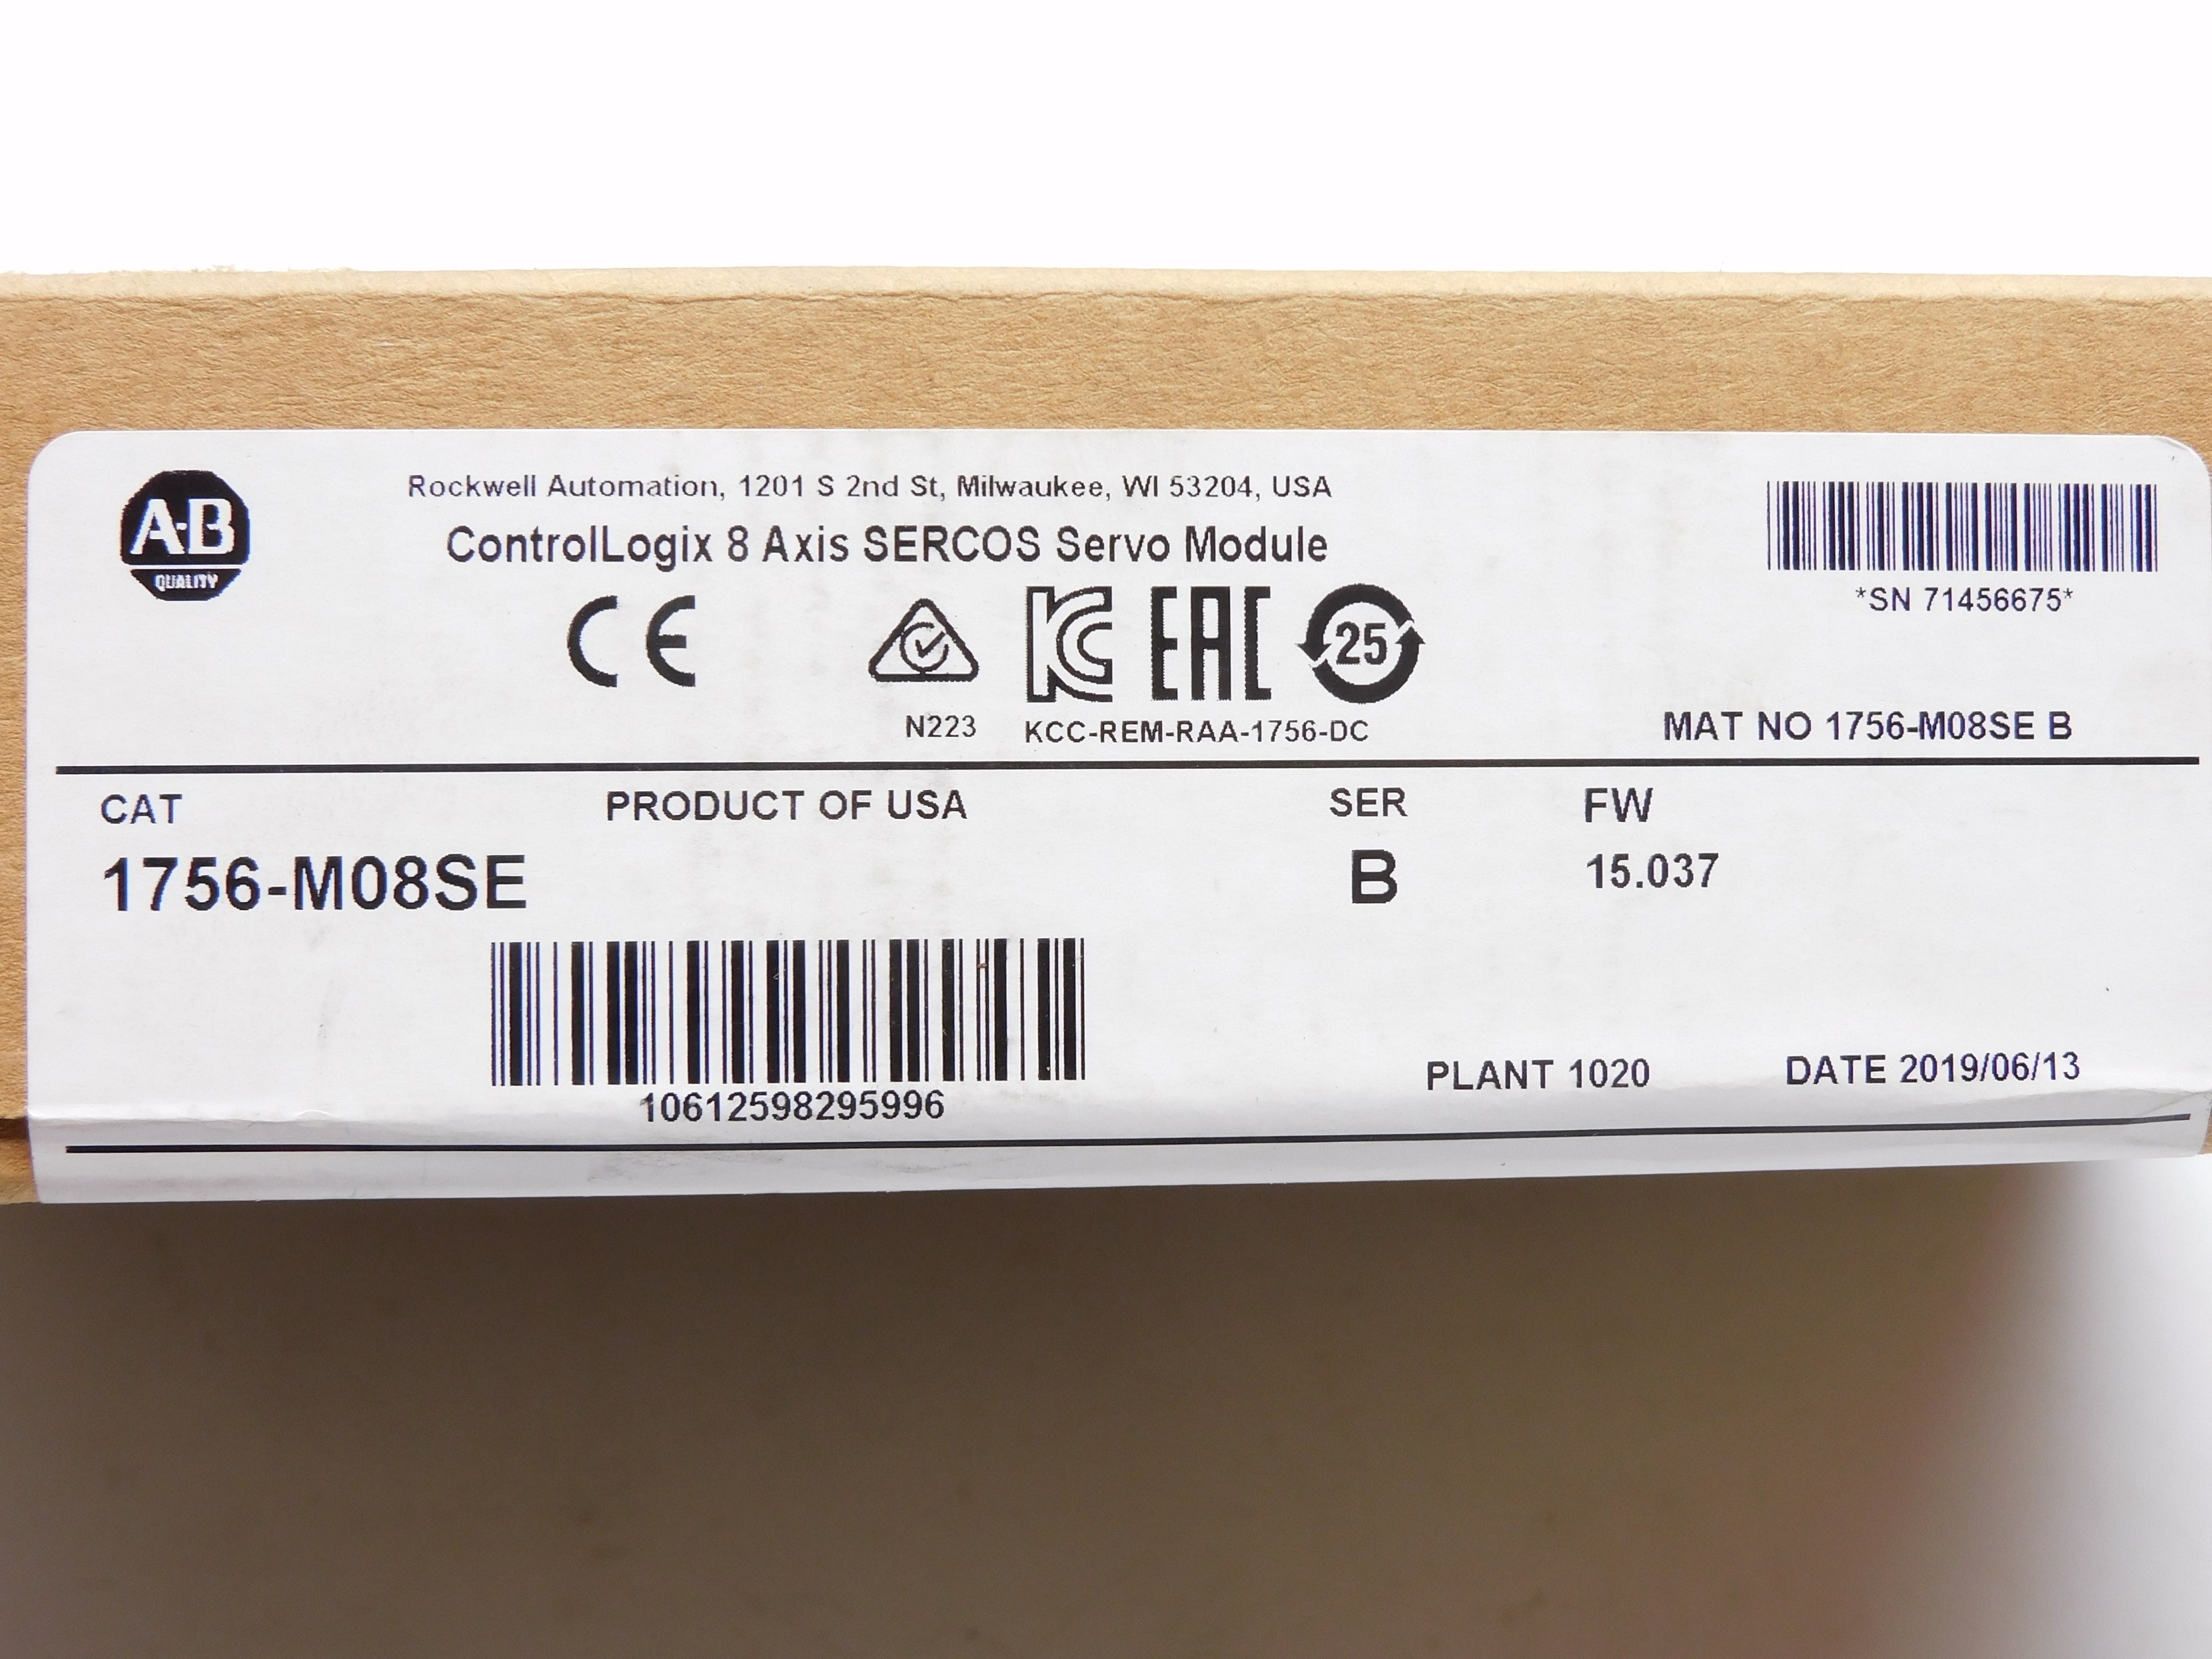 A-B
QUALITY
Rockwell Automation, 1201 S 2nd St, Milwaukee, WI 53204, USA
ControlLogix 8 Axis SERCOS Servo Module
CE
KC EAC 25
N223
KCC-REM-RAA-1756-DC
*SN 71456675*
MAT NO 1756-M08SE B
CAT PRODUCT OF USA SER FW
1756-M08SE B 15.037
10612598295996
PLANT 1020 DATE 2019/06/13